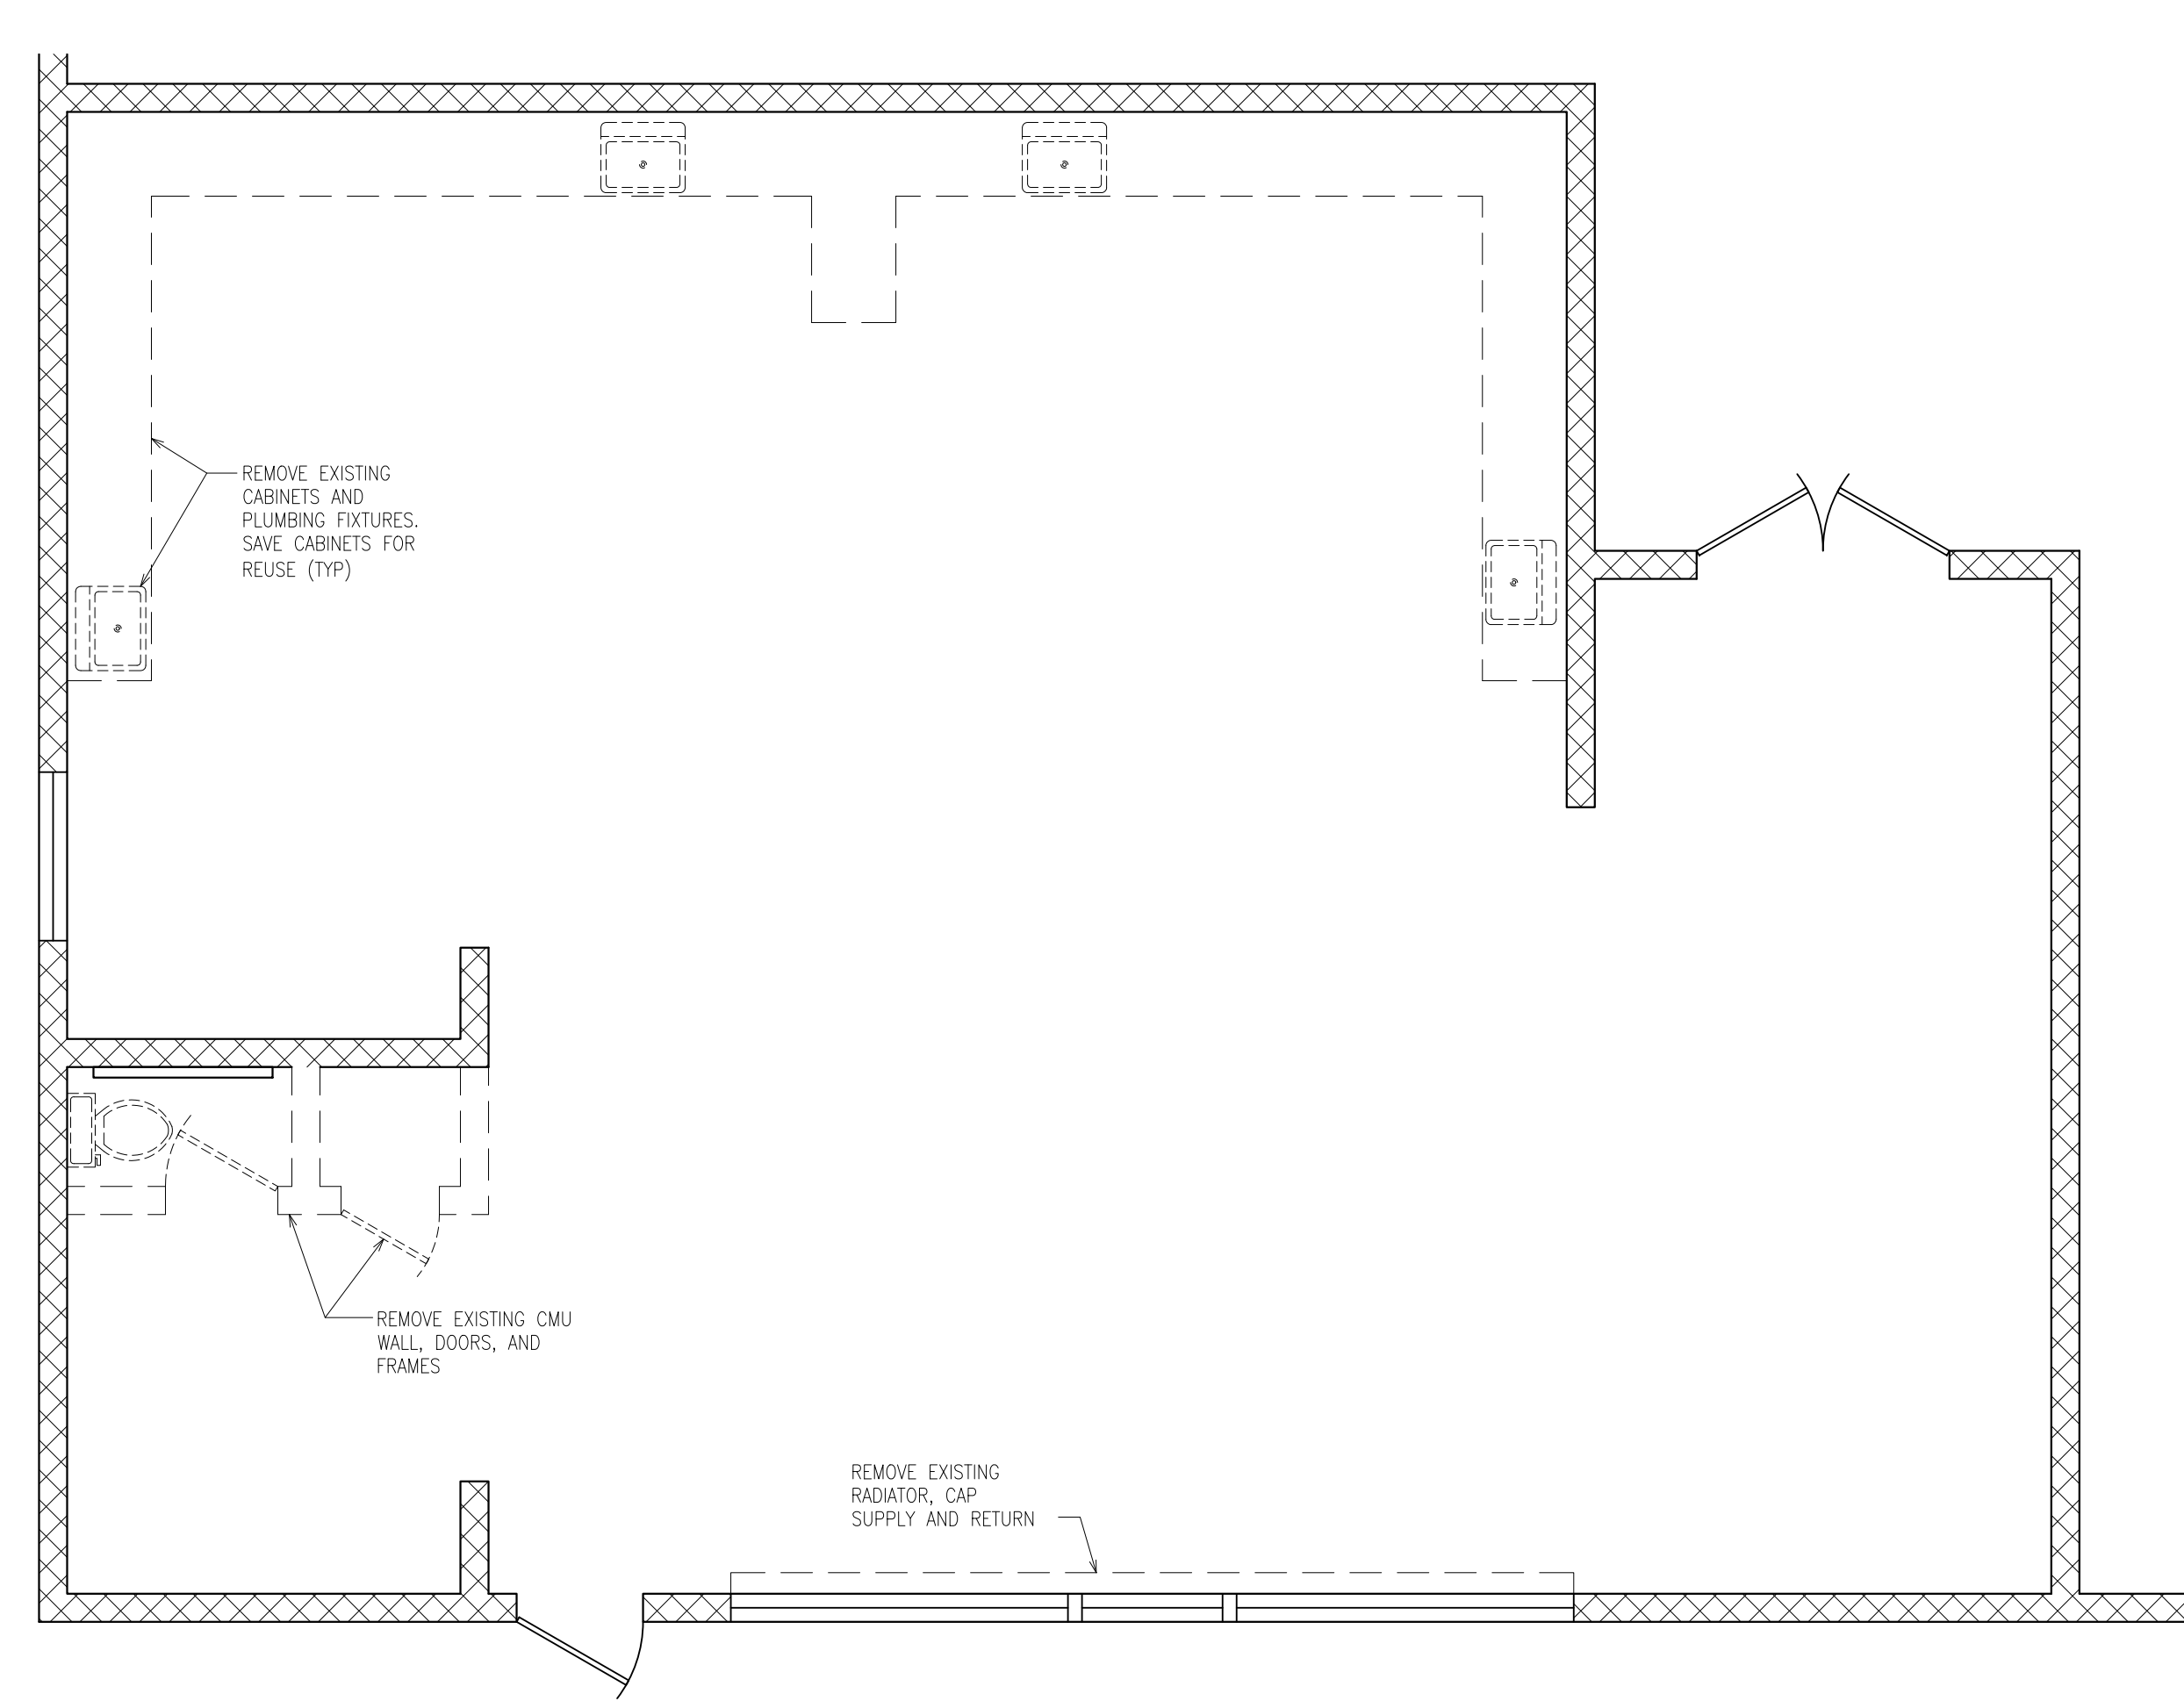 REMOVE EXISTING
CABINETS AND
PLUMBING FIXTURES.
SAVE CABINETS FOR
REUSE (TYP)
REMOVE EXISTING CMU
WALL, DOORS, AND
FRAMES
REMOVE EXISTING
RADIATOR, CAP
SUPPLY AND RETURN